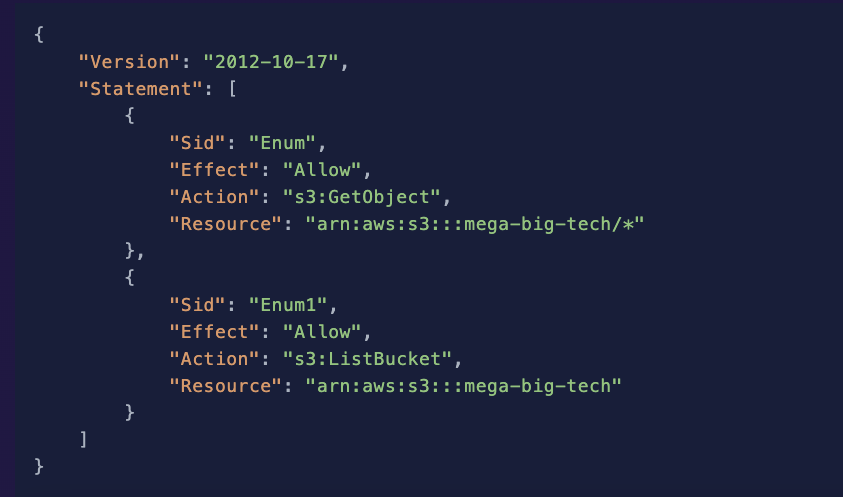 {
    "Version": "2012-10-17",
    "Statement": [
        {
            "Sid": "Enum",
            "Effect": "Allow",
            "Action": "s3:GetObject",
            "Resource": "arn:aws:s3:::mega-big-tech/*"
        },
        {
            "Sid": "Enum1",
            "Effect": "Allow",
            "Action": "s3:ListBucket",
            "Resource": "arn:aws:s3:::mega-big-tech"
        }
    ]
}